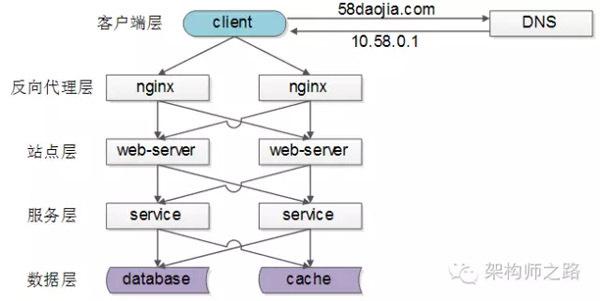 客户端层 client 58daojia.com DNS
10.58.0.1
反向代理层 nginx nginx
站点层 web-server web-server
服务层 service service
数据层 database cache
架构师之路